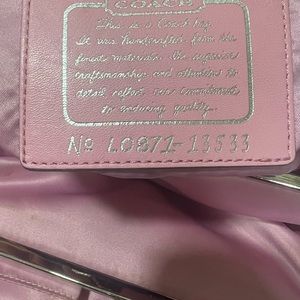 COACH
This is a Coach bag.
It was handcrafted from the
finest materials. The superior
craftsmanship and attention to
detail reflect our commitment
to enduring quality.
No L0871-13533